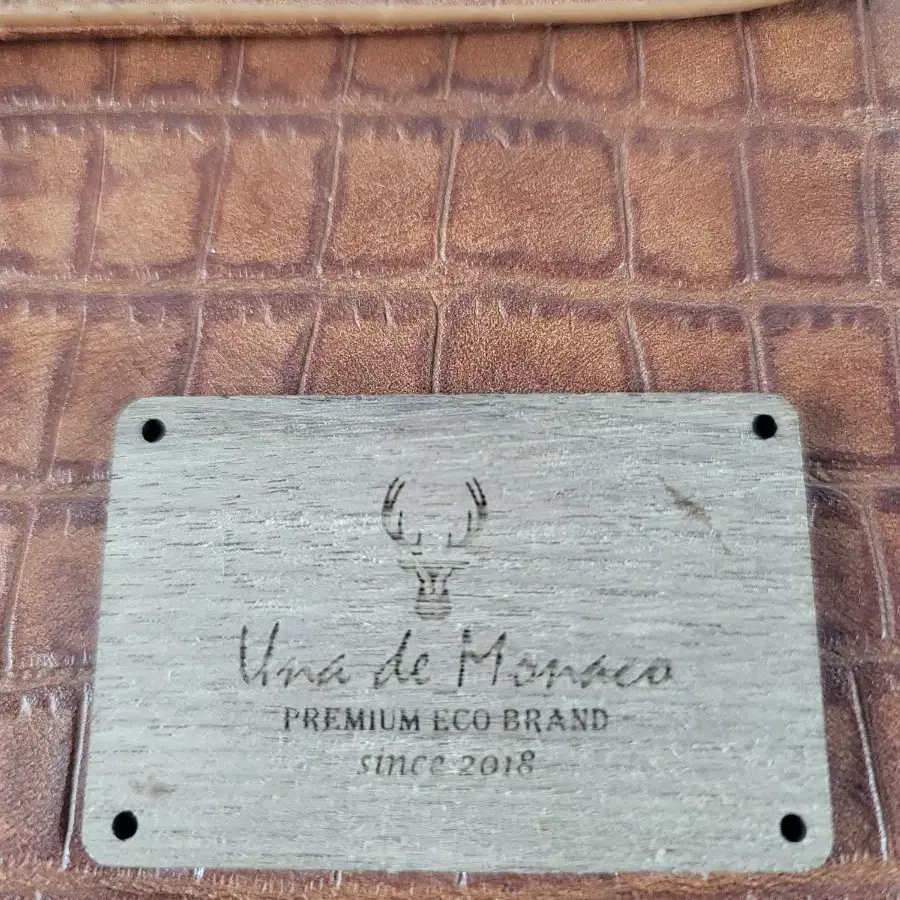 Una de Monaco
PREMIUM ECO BRAND
since 2018